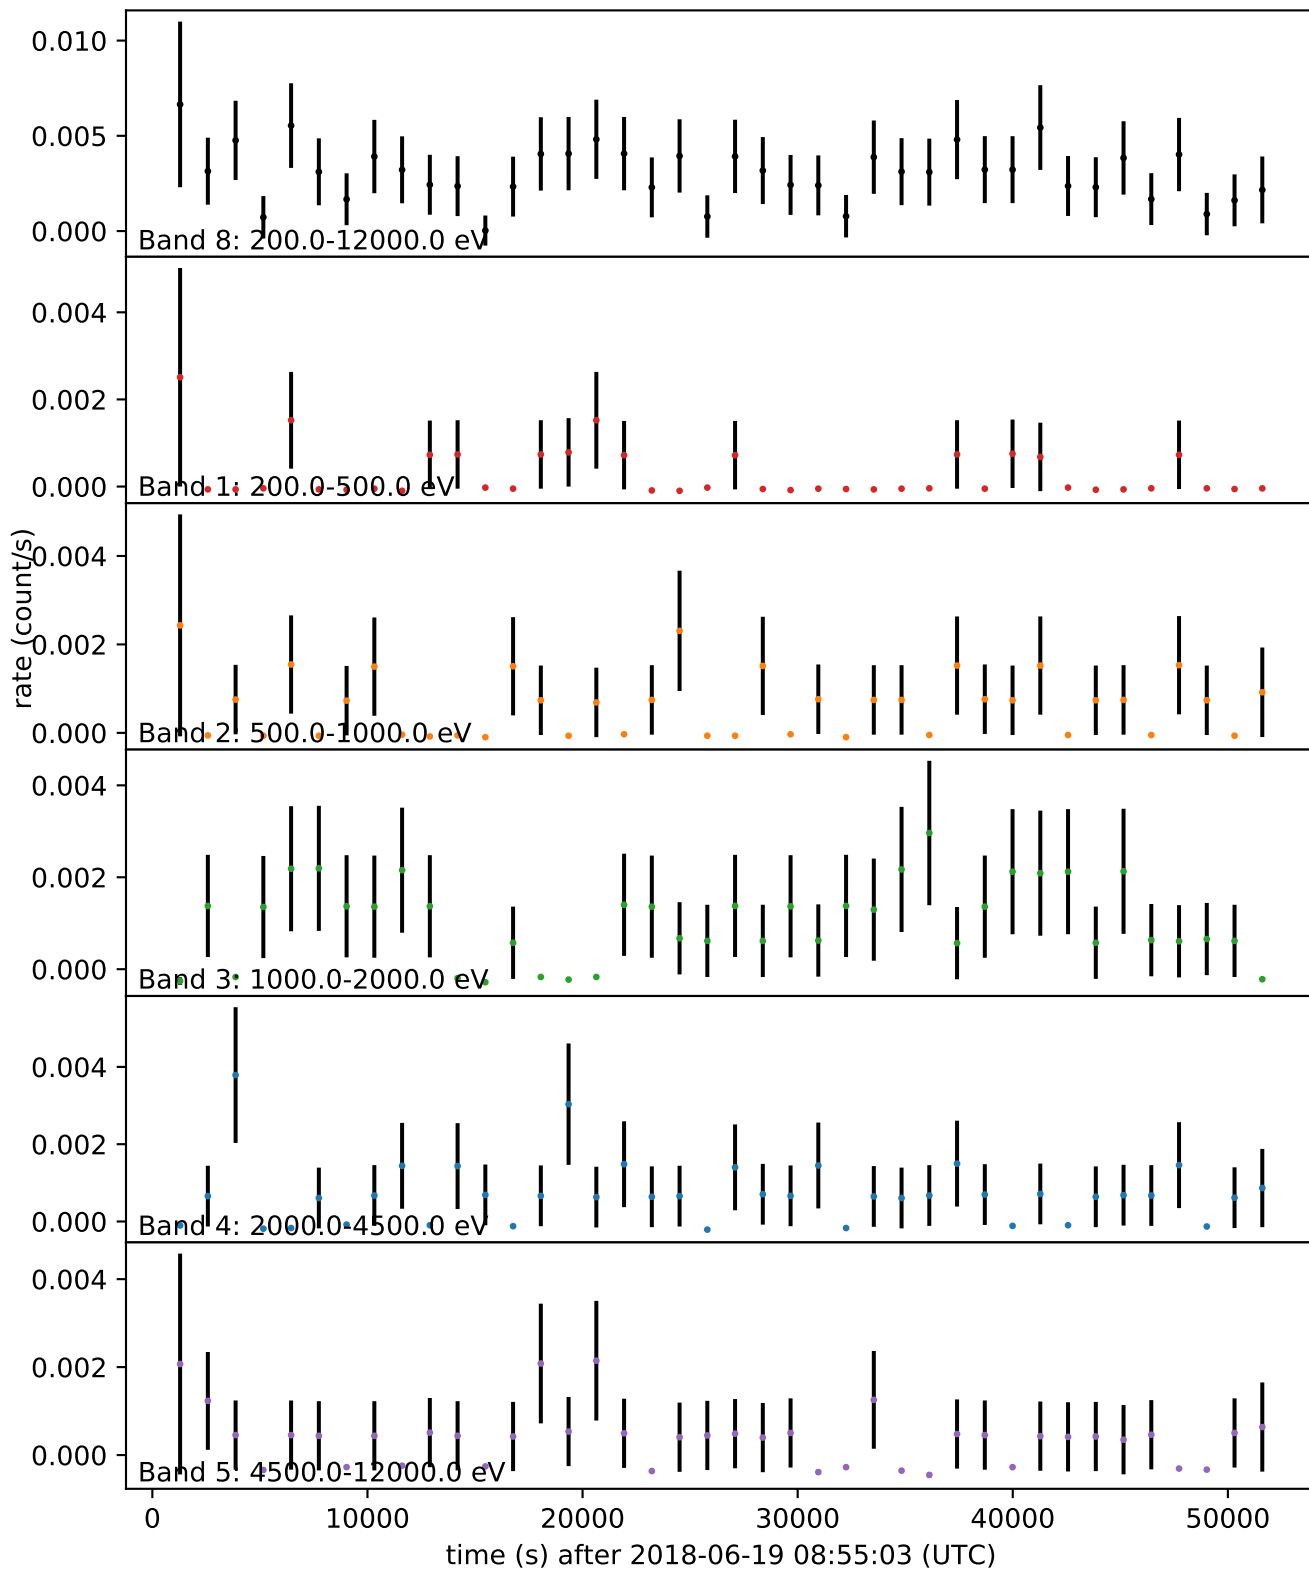 0.010
0.005
0.000
Band 8: 200.0-12000.0 eV
0.004
0.002
0.000
Band 1: 200.0-500.0 eV
rate (count/s)
0.004
0.002
0.000
Band 2: 500.0-1000.0 eV
0.004
0.002
0.000
Band 3: 1000.0-2000.0 eV
0.004
0.002
0.000
Band 4: 2000.0-4500.0 eV
0.004
0.002
0.000
Band 5: 4500.0-12000.0 eV
0 10000 20000 30000 40000 50000
time (s) after 2018-06-19 08:55:03 (UTC)